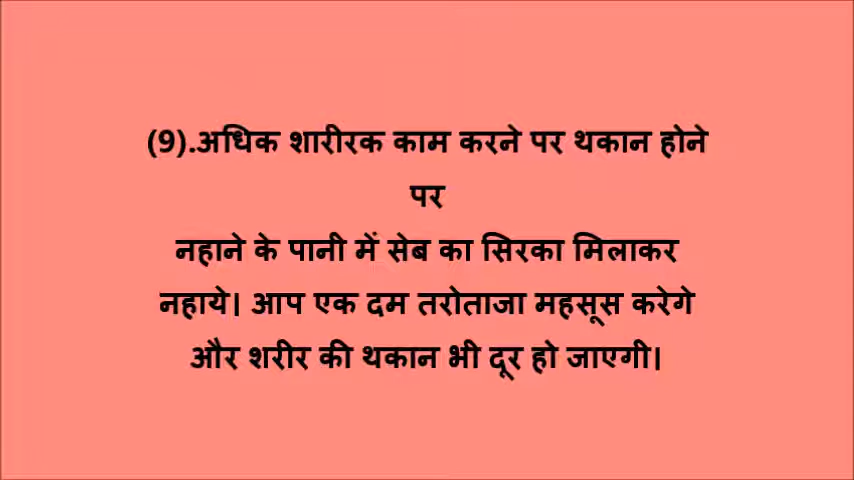 (9).अधिक शारीरक काम करने पर थकान होने
पर
नहाने के पानी में सेब का सिरका मिलाकर
नहाये। आप एक दम तरोताजा महसूस करेगे
और शरीर की थकान भी दूर हो जाएगी।